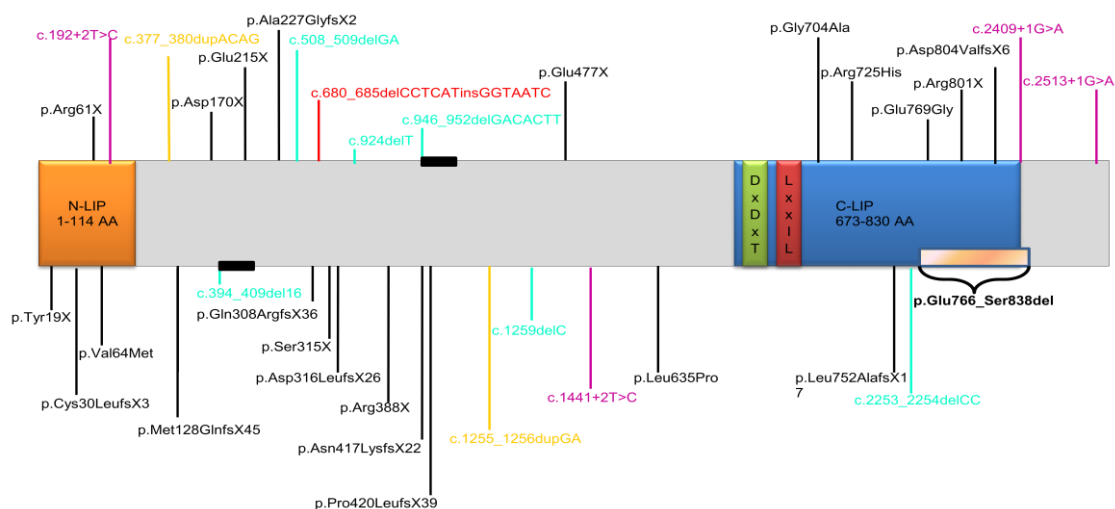 p.Ala227GlyfsX2
p.Gly704Ala
c.192+2T>C
c.377_380dupACAG
c.508_509delGA
c.2409+1G>A
p.Asp804ValfsX6
p.Glu215X
p.Glu477X
p.Arg725His
p.Arg801X
c.2513+1G>A
p.Arg61X
p.Asp170X
c.680_685delCCTCATinsGGTAATC
p.Glu769Gly
c.946_952delGACACTT
c.924delT
N-LIP
1-114 AA
DxDxT
LxxIL
C-LIP
673-830 AA
c.394_409del16
p.Glu766_Ser838del
p.Tyr19X
p.Gln308ArgfsX36
c.1259delC
p.Val64Met
p.Ser315X
p.Asp316LeufsX26
p.Leu635Pro
p.Leu752AlafsX1
7
c.2253_2254delCC
p.Cys30LeufsX3
p.Arg388X
c.1441+2T>C
p.Met128GlnfsX45
p.Asn417LysfsX22
c.1255_1256dupGA
p.Pro420LeufsX39